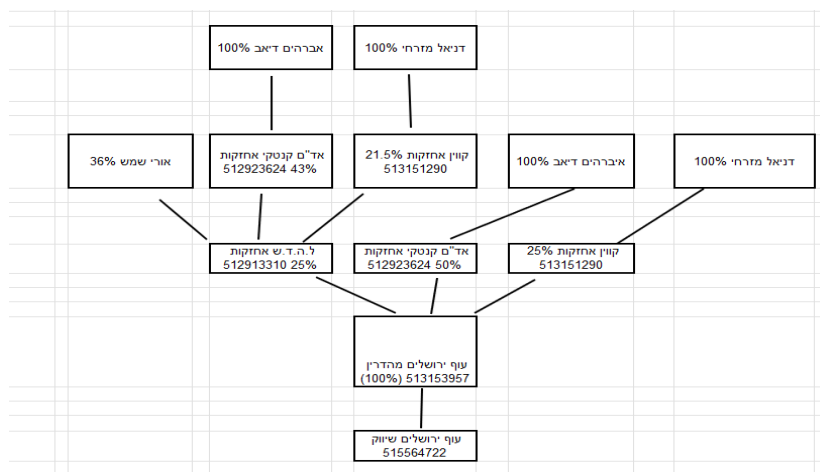 אברהים דיאב 100%
דניאל מזרחי 100%
אורי שמש 36%
אד"ם קנטקי אחזקות
512923624 43%
קווין אחזקות 21.5%
513151290
איברהים דיאב 100%
דניאל מזרחי 100%
ל.ה.ד.ש אחזקות
512913310 25%
אד"ם קנטקי אחזקות
512923624 50%
קווין אחזקות 25%
513151290
עוף ירושלים מהדרין
513153957 (100%)
עוף ירושלים שיווק
515564722